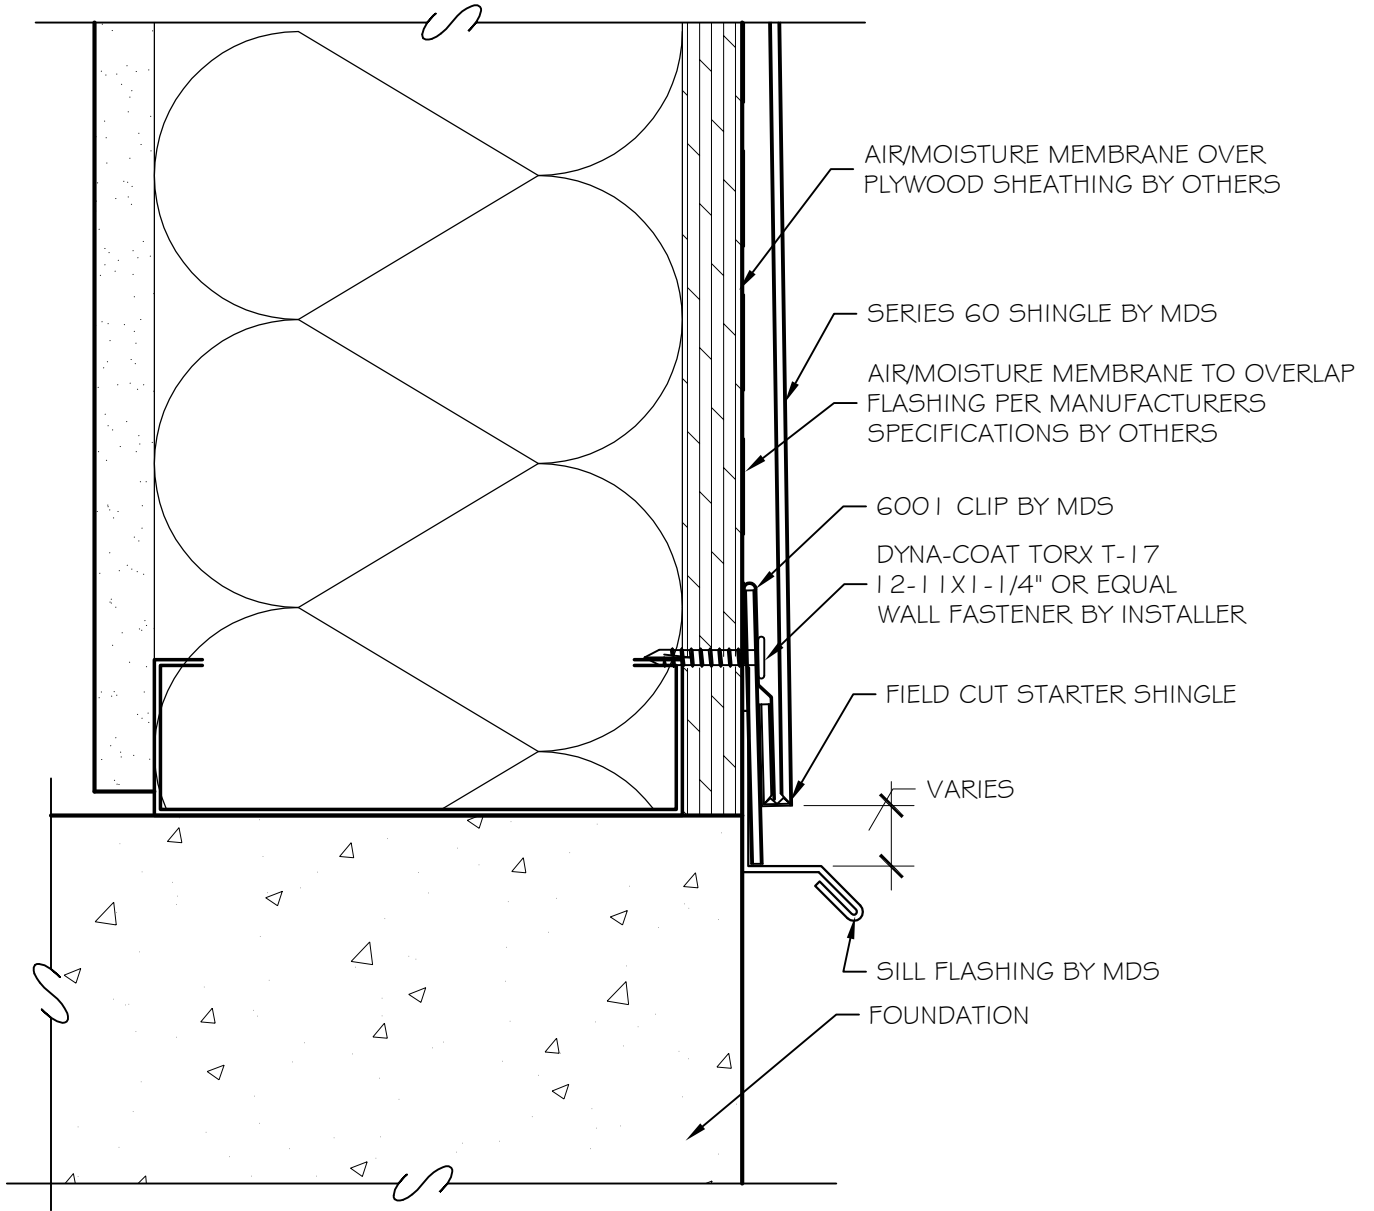 AIR/MOISTURE MEMBRANE OVER
PLYWOOD SHEATHING BY OTHERS
SERIES 60 SHINGLE BY MDS
AIR/MOISTURE MEMBRANE TO OVERLAP
FLASHING PER MANUFACTURERS
SPECIFICATIONS BY OTHERS
6001 CLIP BY MDS
DYNA-COAT TORX T-17
12-11X1-1/4" OR EQUAL
WALL FASTENER BY INSTALLER
FIELD CUT STARTER SHINGLE
VARIES
SILL FLASHING BY MDS
FOUNDATION